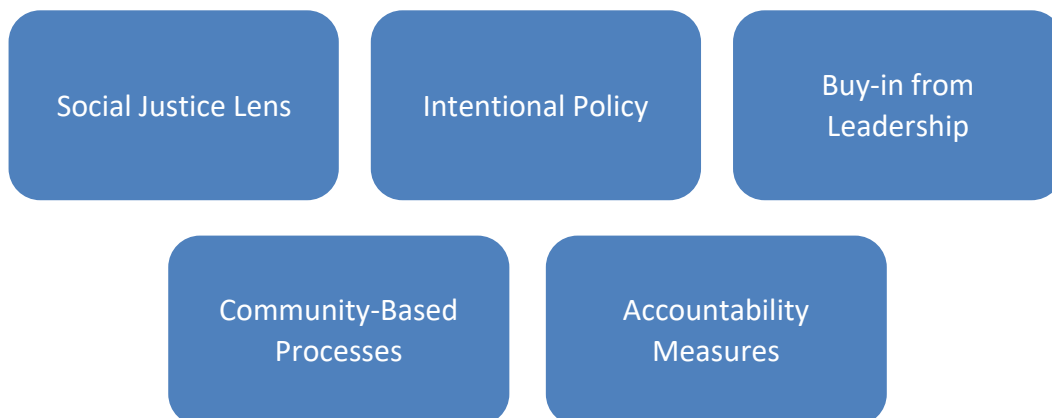 Social Justice Lens
Intentional Policy
Buy-in from
Leadership
Community-Based
Processes
Accountability
Measures